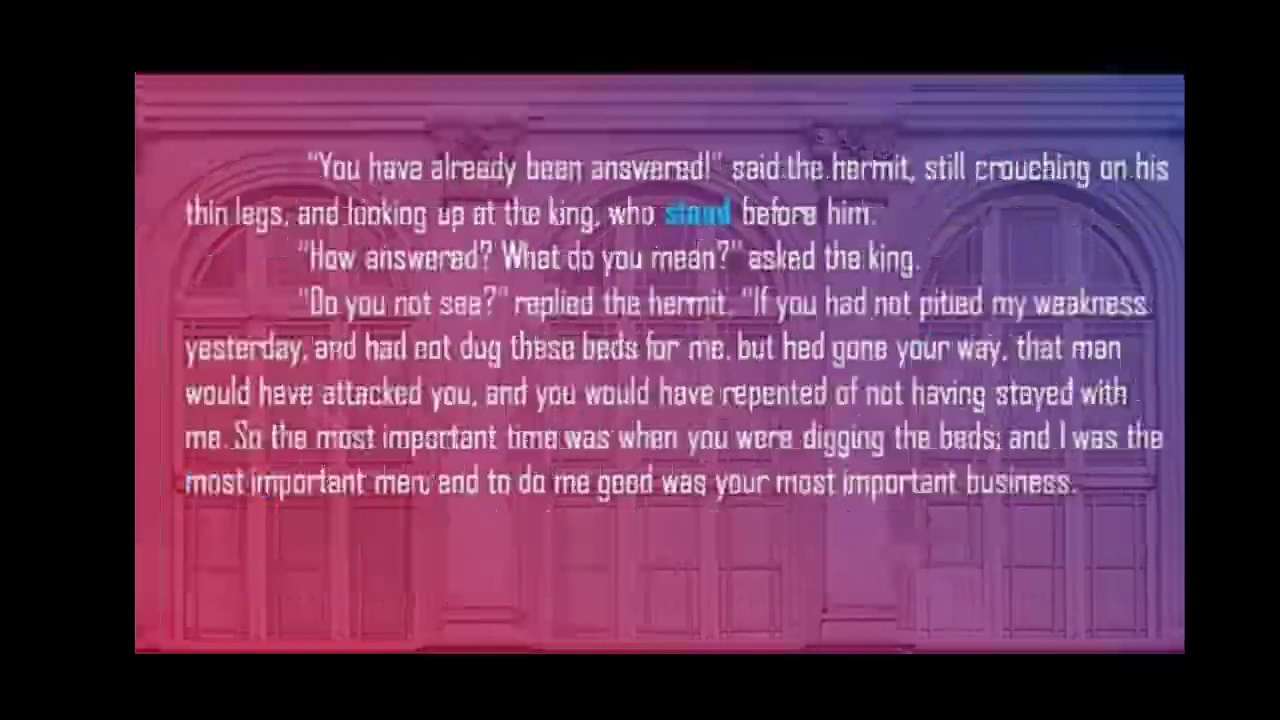 "You have already been answered!" said the hermit, still crouching on his
thin legs, and looking up at the king, who stood before him.
"How answered? What do you mean?" asked the king.
"Do you not see?" replied the hermit. "If you had not pitied my weakness
yesterday, and had not dug these beds for me, but had gone your way, that man
would have attacked you, and you would have repented of not having stayed with
me. So the most important time was when you were digging the beds; and I was the
most important man; and to do me good was your most important business.